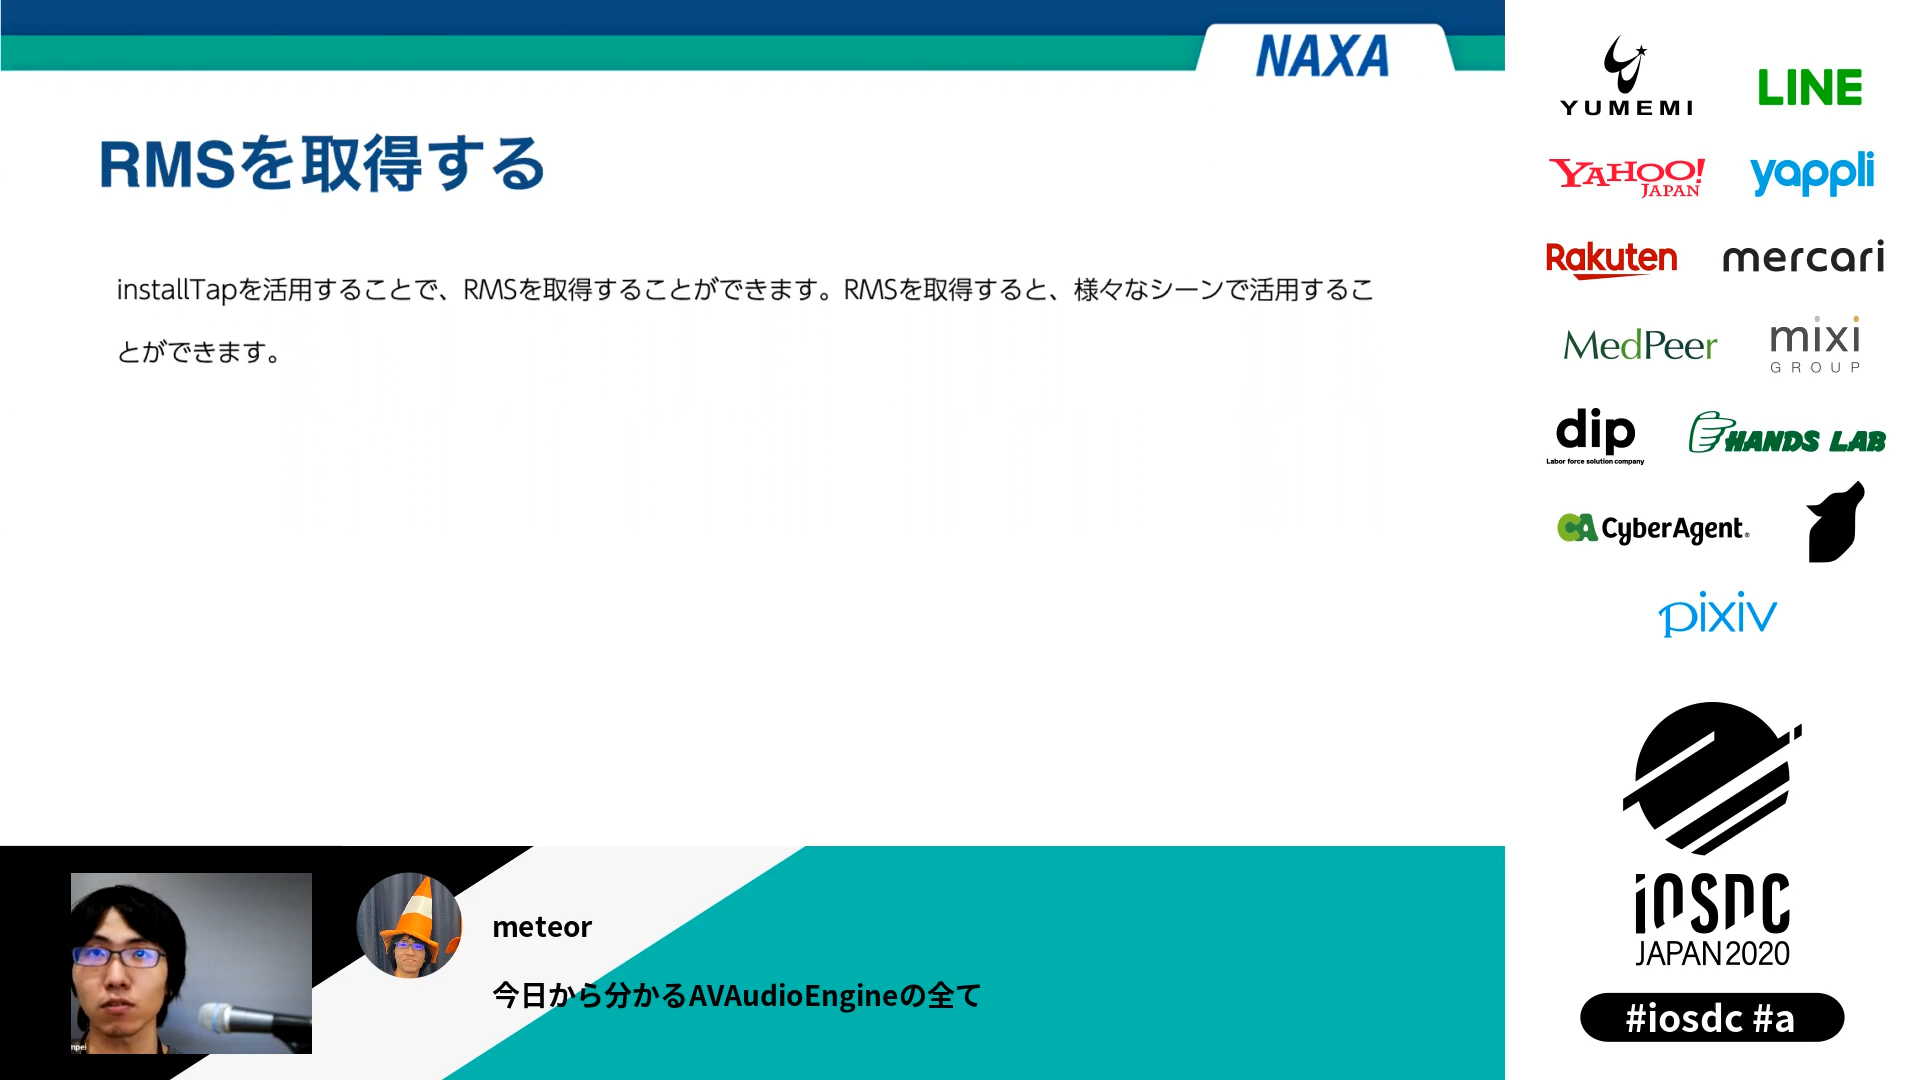 NAXA
RMSを取得する
installTapを活用することで、RMSを取得することができます。RMSを取得すると、様々なシーンで活用するこ
とができます。
YUMEMI
LINE
YAHOO!
JAPAN
yappli
Rakuten
mercari
MedPeer
mixi
GROUP
dip
Labor force solution company
HANDS LAB
CA CyberAgent®
pixiv
iOSDC
JAPAN2020
#iosdc #a
meteor
今日から分かるAVAudioEngineの全て
mpei